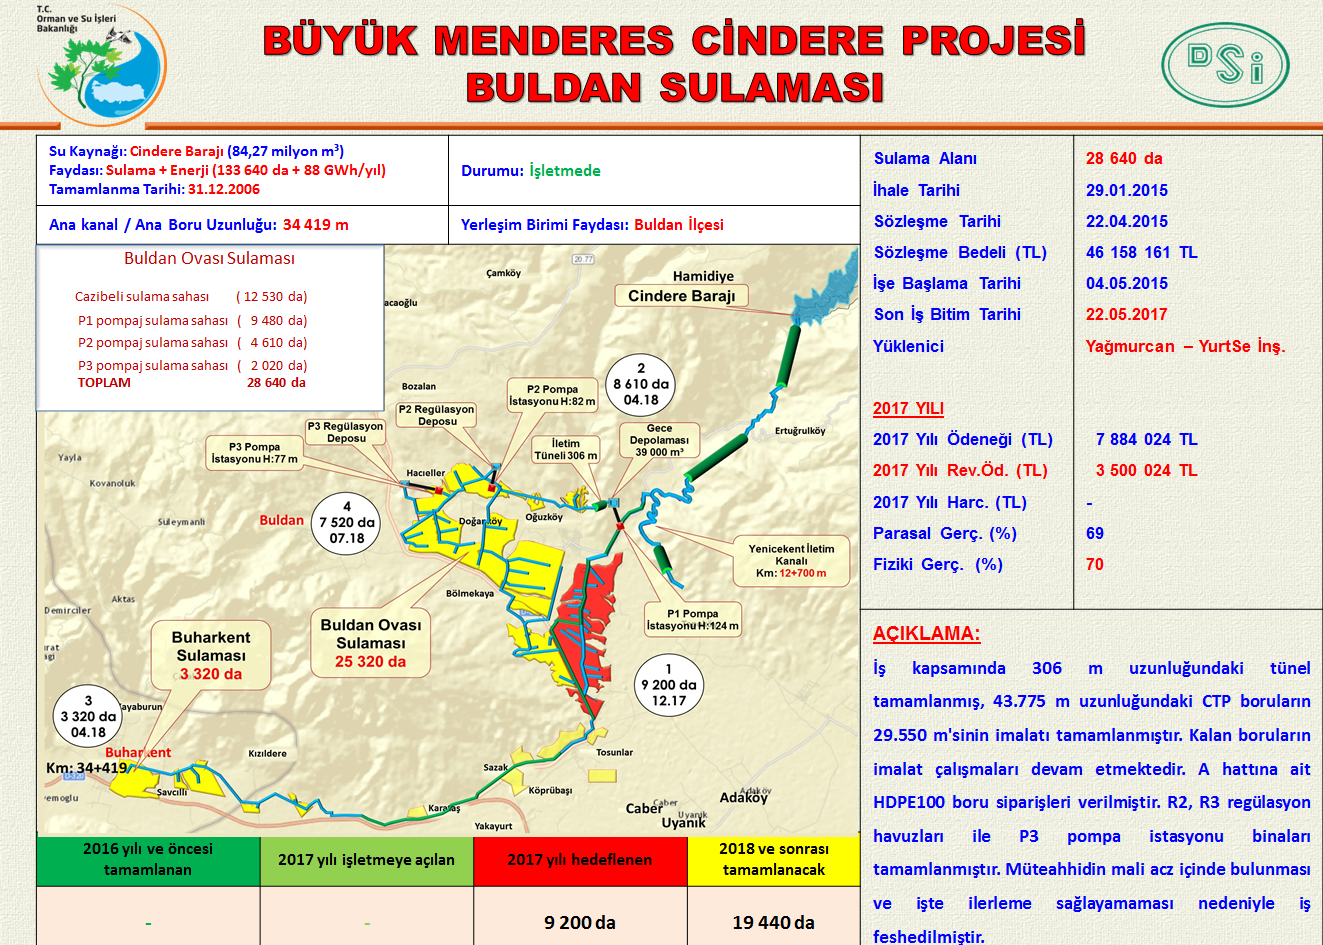 T.C.
Orman ve Su İşleri
Bakanlığı
BÜYÜK MENDERES CİNDERE PROJESİ
BULDAN SULAMASI
DSİ
Su Kaynağı: Cindere Barajı (84,27 milyon m³)
Faydası: Sulama + Enerji (133 640 da + 88 GWh/yıl)
Tamamlanma Tarihi: 31.12.2006
Durumu: İşletmede
Ana kanal / Ana Boru Uzunluğu: 34 419 m
Yerleşim Birimi Faydası: Buldan İlçesi
Buldan Ovası Sulaması
Cazibeli sulama sahası ( 12 530 da)
P1 pompaj sulama sahası ( 9 480 da)
P2 pompaj sulama sahası ( 4 610 da)
P3 pompaj sulama sahası ( 2 020 da)
TOPLAM 28 640 da
Çamköy
20.77
acaoğlu
Hamidiye
Cindere Barajı
Bozalan
2
8 610 da
04.18
P2 Pompa
İstasyonu H:82 m
P2 Regülasyon
Deposu
P3 Regülasyon
Deposu
P3 Pompa
İstasyonu H:77 m
İletim
Tüneli 306 m
Gece
Depolaması
39 000 m³
Ertuğrulköy
Yayla
Kovanoluk
Hacıeller
Süleymanli
Buldan
4
7 520 da
07.18
Doğanköy
Oğuzköy
Yenicekent İletim
Kanalı
Km: 12+700 m
Bölmekaya
Aktas
Demirciler
P1 Pompa
İstasyonu H:124 m
Buldan Ovası
Sulaması
25 320 da
Buharkent
Sulaması
3 320 da
1
9 200 da
12.17
3
3 320 da
04.18
ayaburun
Buharkent
Km: 34+419
Kızıldere
Şavcıllı
Tosunlar
Sazak
Köprübaşı
Karataş
Yakayurt
Caber
Caber
Uyanık
Uyanık
Adaköy
Adaköy
yemoglu
2016 yılı ve öncesi
tamamlanan
2017 yılı işletmeye açılan
2017 yılı hedeflenen
2018 ve sonrası
tamamlanacak
-
-
9 200 da
19 440 da
Sulama Alanı 28 640 da
İhale Tarihi 29.01.2015
Sözleşme Tarihi 22.04.2015
Sözleşme Bedeli (TL) 46 158 161 TL
İşe Başlama Tarihi 04.05.2015
Son İş Bitim Tarihi 22.05.2017
Yüklenici Yağmurcan – YurtSe İnş.
2017 YILI
2017 Yılı Ödeneği (TL) 7 884 024 TL
2017 Yılı Rev.Öd. (TL) 3 500 024 TL
2017 Yılı Harc. (TL) -
Parasal Gerç. (%) 69
Fiziki Gerç. (%) 70
AÇIKLAMA:
İş kapsamında 306 m uzunluğundaki tünel
tamamlanmış, 43.775 m uzunluğundaki CTP boruların
29.550 m'sinin imalatı tamamlanmıştır. Kalan boruların
imalat çalışmaları devam etmektedir. A hattına ait
HDPE100 boru siparişleri verilmiştir. R2, R3 regülasyon
havuzları ile P3 pompa istasyonu binaları
tamamlanmıştır. Müteahhidin mali acz içinde bulunması
ve işte ilerleme sağlayamaması nedeniyle iş
feshedilmiştir.